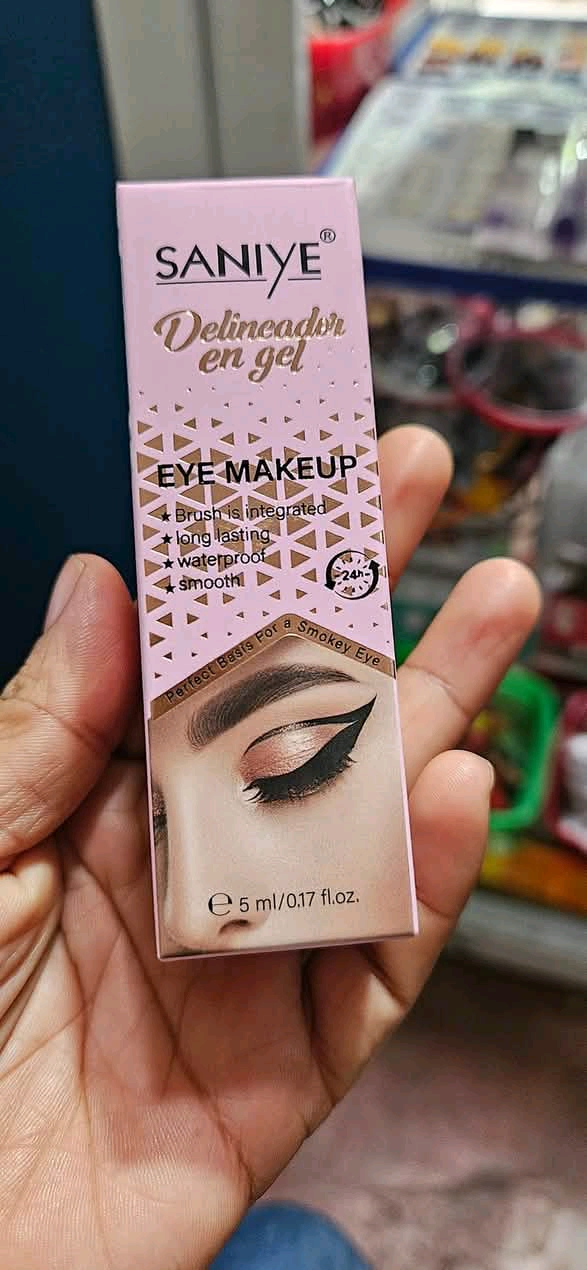 SANIYE®
Delineador
en gel
EYE MAKEUP
★ Brush is integrated
★ long lasting
★ waterproof
★ smooth
24h
Perfect Basis For a Smokey Eye
℮ 5 ml/0.17 fl.oz.